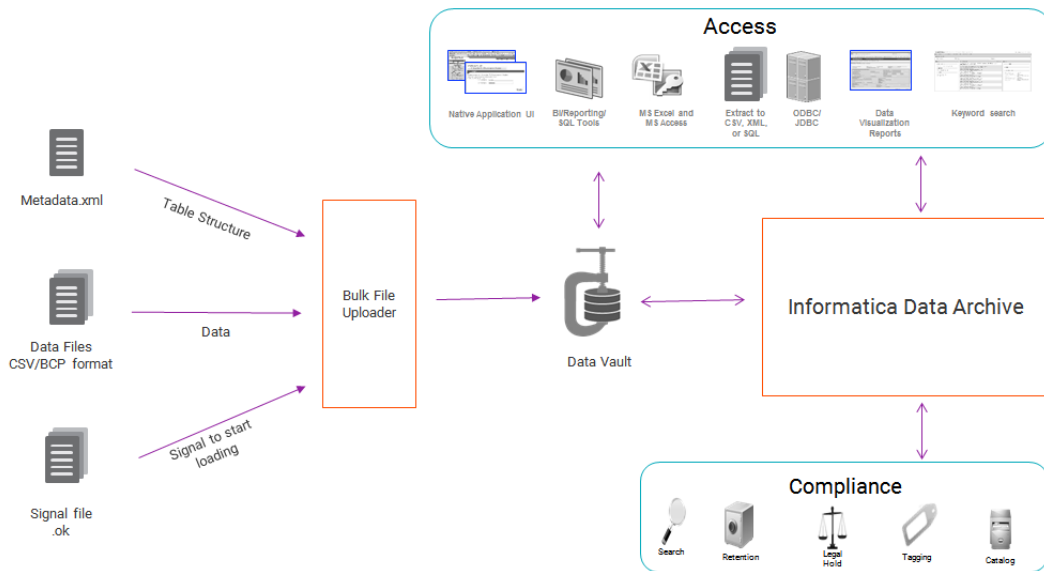 Access
Native Application UI
BI/Reporting/
SQL Tools
MS Excel and
MS Access
Extract to
CSV, XML,
or SQL
ODBC/
JDBC
Data
Visualization
Reports
Keyword search
Metadata.xml
Table Structure
Data Files
CSV/BCP format
Data
Signal file
.ok
Signal to start
loading
Bulk File
Uploader
Data Vault
Informatica Data Archive
Compliance
Search
Retention
Legal
Hold
Tagging
Catalog